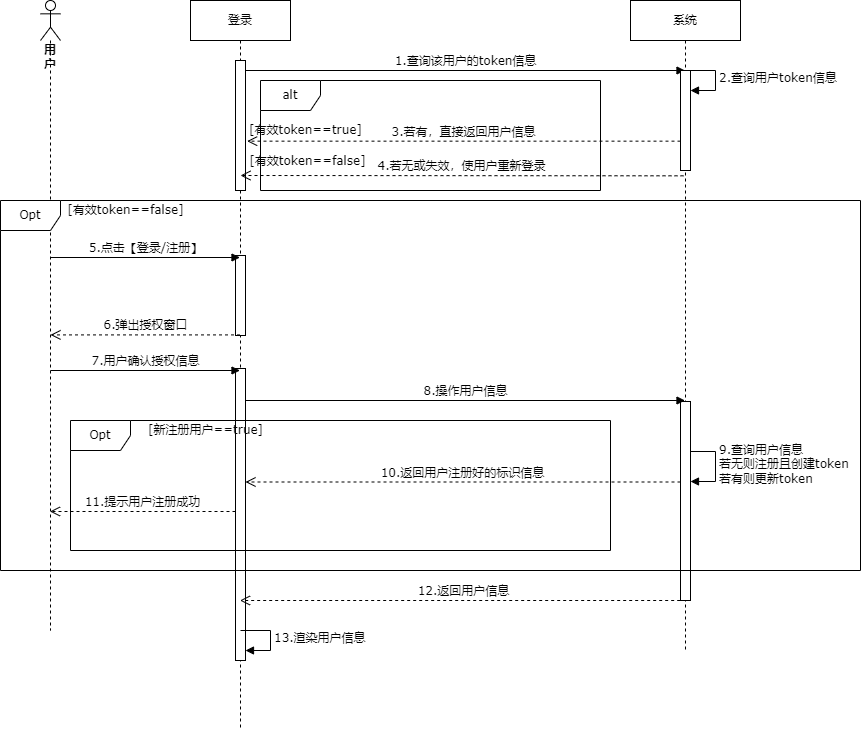 用户
登录
系统
1.查询该用户的token信息
2.查询用户token信息
alt
[有效token==true]
3.若有，直接返回用户信息
[有效token==false]
4.若无或失效，使用户重新登录
Opt
[有效token==false]
5.点击【登录/注册】
6.弹出授权窗口
7.用户确认授权信息
8.操作用户信息
Opt
[新注册用户==true]
9.查询用户信息
若无则注册且创建token
若有则更新token
10.返回用户注册好的标识信息
11.提示用户注册成功
12.返回用户信息
13.渲染用户信息